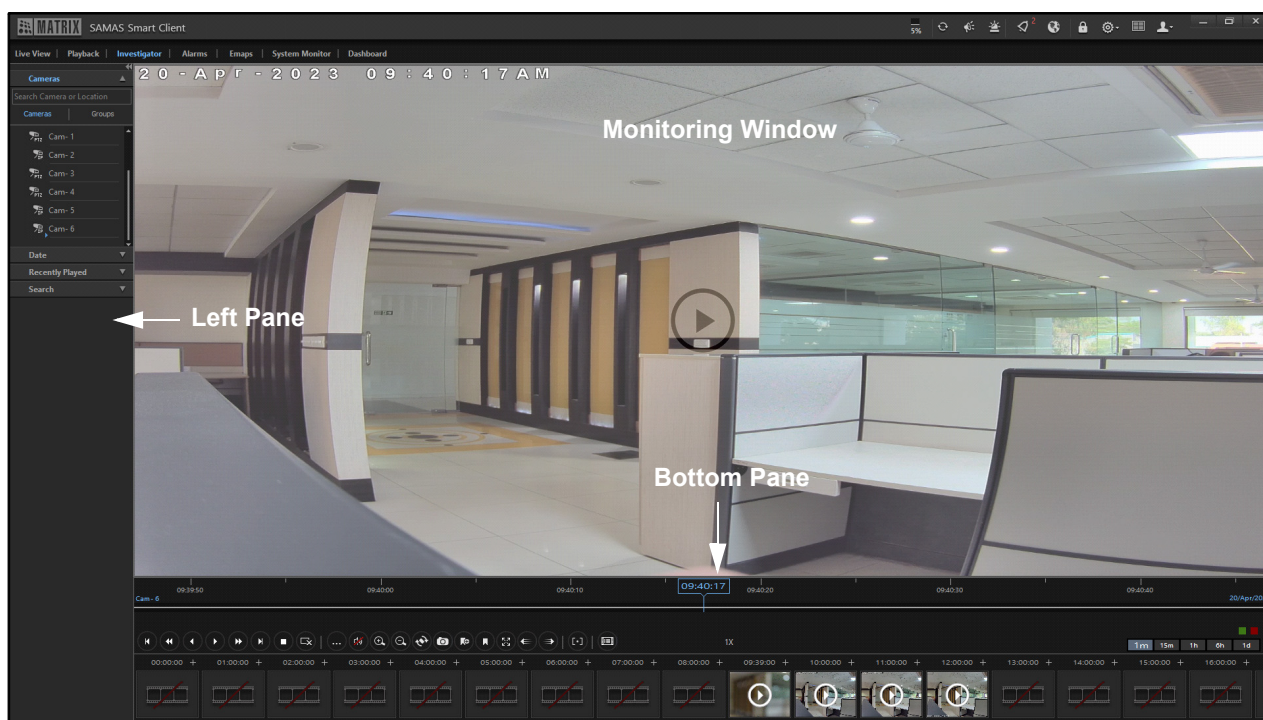 MATRIX SAMAS Smart Client
5% 2
Live View | Playback | Investigator | Alarms | Emaps | System Monitor | Dashboard
Cameras
Search Camera or Location
Cameras | Groups
Cam- 1
Cam- 2
Cam- 3
Cam- 4
Cam- 5
Cam- 6
Date
Recently Played
Search
20-Apr-2023 09:40:17AM
Monitoring Window
Left Pane
Bottom Pane
09:39:50 09:40:00 09:40:10 09:40:17 09:40:20 09:40:30 09:40:40
Cam- 6 20/Apr/20
1X
1m 15m 1h 6h 1d
00:00:00 + 01:00:00 + 02:00:00 + 03:00:00 + 04:00:00 + 05:00:00 + 06:00:00 + 07:00:00 + 08:00:00 + 09:39:00 + 10:00:00 + 11:00:00 + 12:00:00 + 13:00:00 + 14:00:00 + 15:00:00 + 16:00:00 +